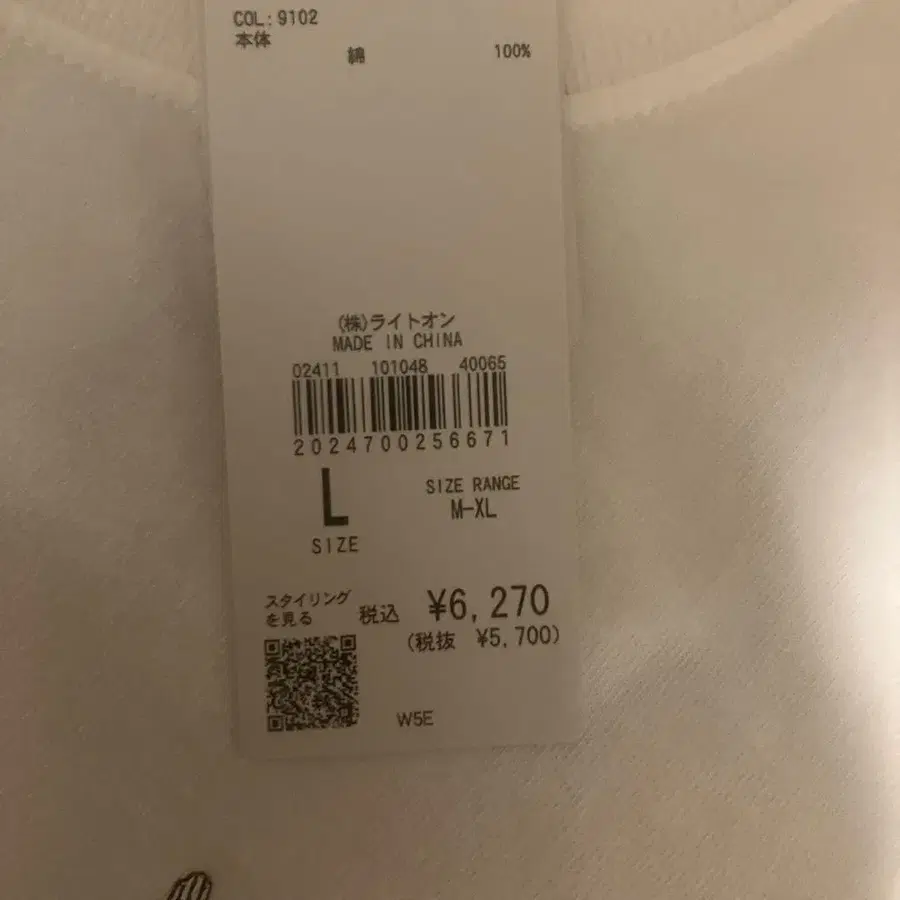 COL:9102
本体
綿 100%
(株)ライトオン
MADE IN CHINA
02411 101048 40065
2024700256671
L
SIZE
SIZE RANGE
M-XL
スタイリング
を見る
税込 ¥6,270
(税抜 ¥5,700)
W5E